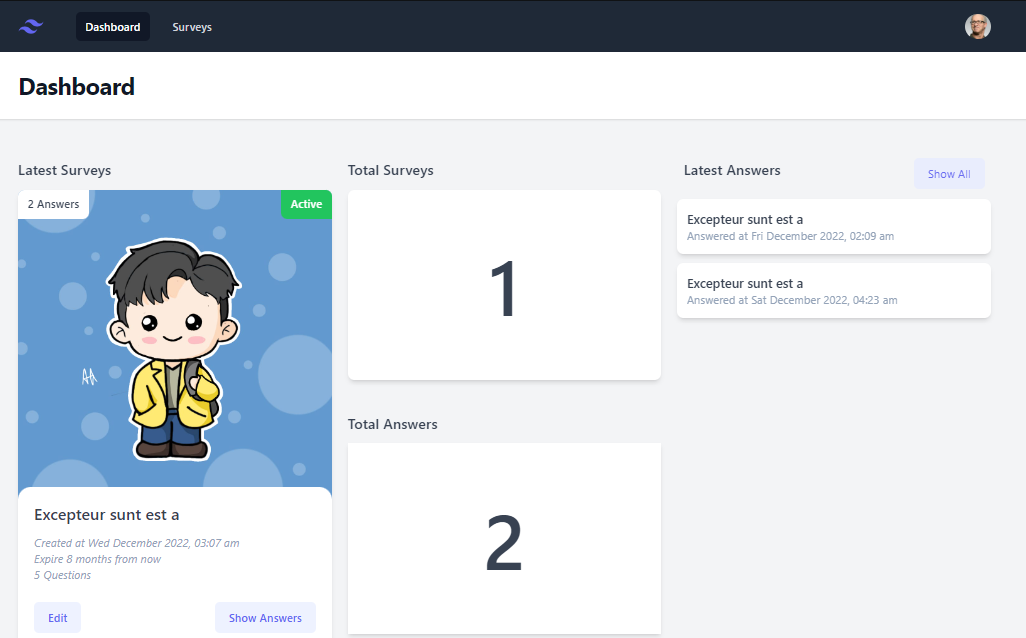 Dashboard
Surveys
Dashboard
Latest Surveys
2 Answers
Active
AA
Excepteur sunt est a
Created at Wed December 2022, 03:07 am
Expire 8 months from now
5 Questions
Edit
Show Answers
Total Surveys
1
Total Answers
2
Latest Answers
Show All
Excepteur sunt est a
Answered at Fri December 2022, 02:09 am
Excepteur sunt est a
Answered at Sat December 2022, 04:23 am